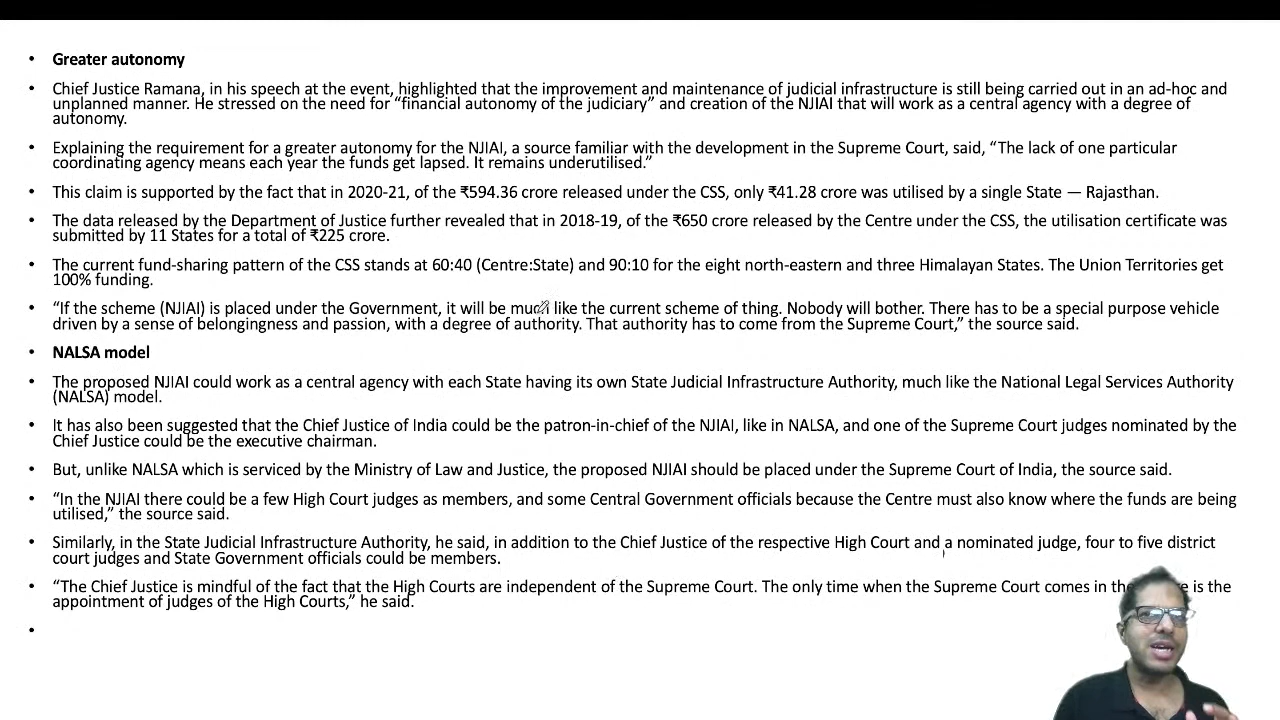 • Greater autonomy
• Chief Justice Ramana, in his speech at the event, highlighted that the improvement and maintenance of judicial infrastructure is still being carried out in an ad-hoc and
unplanned manner. He stressed on the need for “financial autonomy of the judiciary” and creation of the NJIAI that will work as a central agency with a degree of
autonomy.
• Explaining the requirement for a greater autonomy for the NJIAI, a source familiar with the development in the Supreme Court, said, “The lack of one particular
coordinating agency means each year the funds get lapsed. It remains underutilised.”
• This claim is supported by the fact that in 2020-21, of the ₹594.36 crore released under the CSS, only ₹41.28 crore was utilised by a single State — Rajasthan.
• The data released by the Department of Justice further revealed that in 2018-19, of the ₹650 crore released by the Centre under the CSS, the utilisation certificate was
submitted by 11 States for a total of ₹225 crore.
• The current fund-sharing pattern of the CSS stands at 60:40 (Centre:State) and 90:10 for the eight north-eastern and three Himalayan States. The Union Territories get
100% funding.
• “If the scheme (NJIAI) is placed under the Government, it will be much like the current scheme of thing. Nobody will bother. There has to be a special purpose vehicle
driven by a sense of belongingness and passion, with a degree of authority. That authority has to come from the Supreme Court,” the source said.
• NALSA model
• The proposed NJIAI could work as a central agency with each State having its own State Judicial Infrastructure Authority, much like the National Legal Services Authority
(NALSA) model.
• It has also been suggested that the Chief Justice of India could be the patron-in-chief of the NJIAI, like in NALSA, and one of the Supreme Court judges nominated by the
Chief Justice could be the executive chairman.
• But, unlike NALSA which is serviced by the Ministry of Law and Justice, the proposed NJIAI should be placed under the Supreme Court of India, the source said.
• “In the NJIAI there could be a few High Court judges as members, and some Central Government officials because the Centre must also know where the funds are being
utilised,” the source said.
• Similarly, in the State Judicial Infrastructure Authority, he said, in addition to the Chief Justice of the respective High Court and a nominated judge, four to five district
court judges and State Government officials could be members.
• “The Chief Justice is mindful of the fact that the High Courts are independent of the Supreme Court. The only time when the Supreme Court comes in is the
appointment of judges of the High Courts,” he said.
•